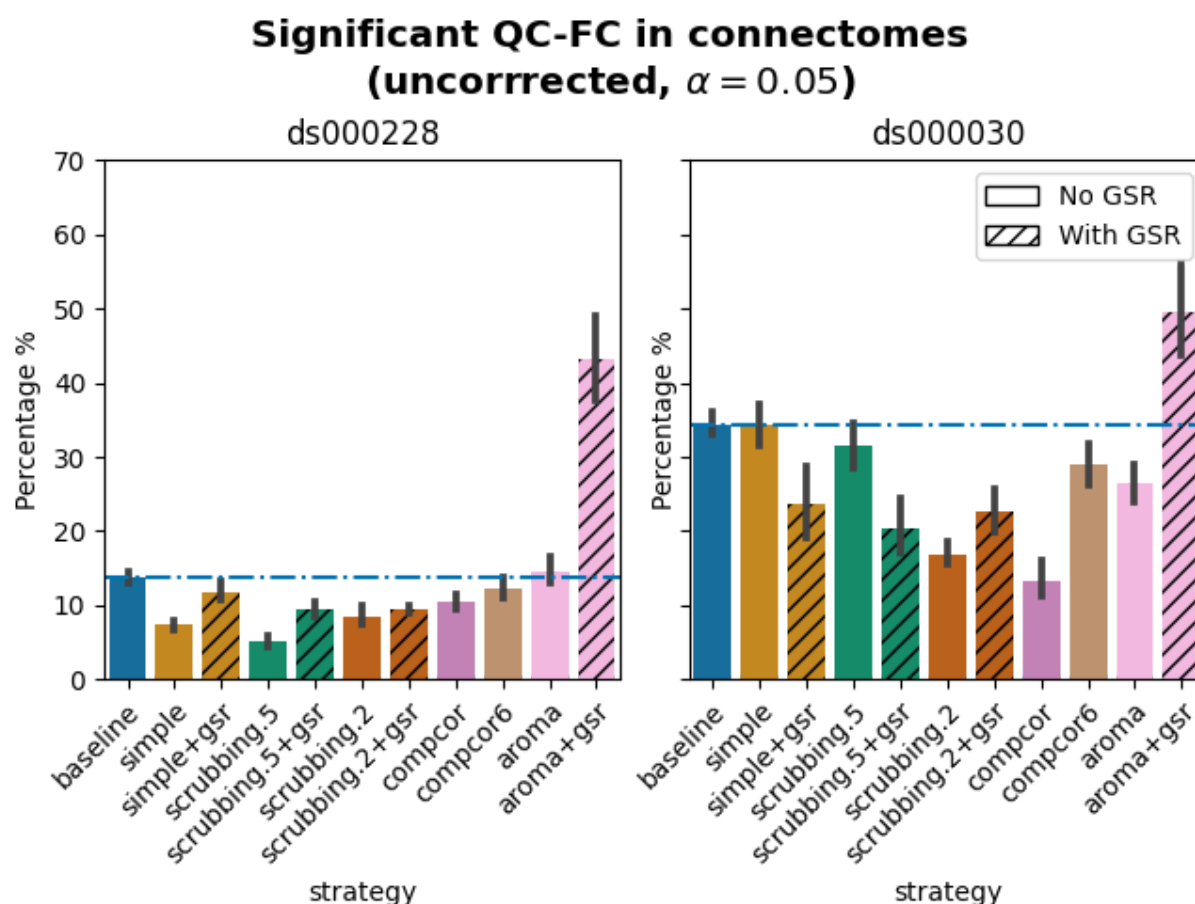 Significant QC-FC in connectomes
(uncorrrected, α = 0.05)
ds000228
ds000030
70
60
50
40
30
20
10
0
Percentage %
Percentage %
No GSR
With GSR
baseline
simple
simple+gsr
scrubbing.5
scrubbing.5+gsr
scrubbing.2
scrubbing.2+gsr
compcor
compcor6
aroma
aroma+gsr
baseline
simple
simple+gsr
scrubbing.5
scrubbing.5+gsr
scrubbing.2
scrubbing.2+gsr
compcor
compcor6
aroma
aroma+gsr
strategy
strategy